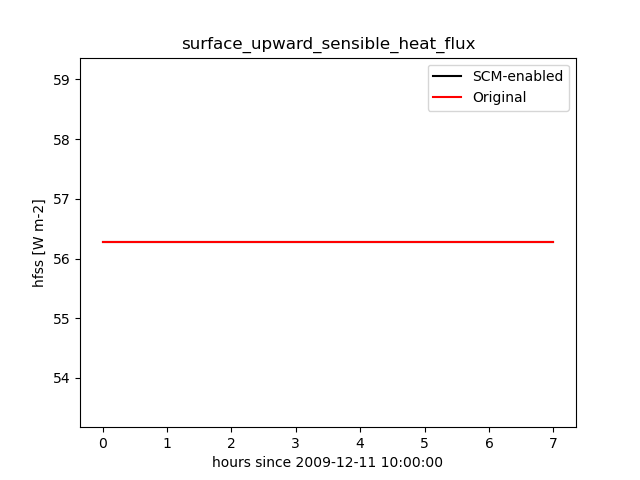 surface_upward_sensible_heat_flux
SCM-enabled
Original
hfss [W m-2]
59
58
57
56
55
54
0 1 2 3 4 5 6 7
hours since 2009-12-11 10:00:00